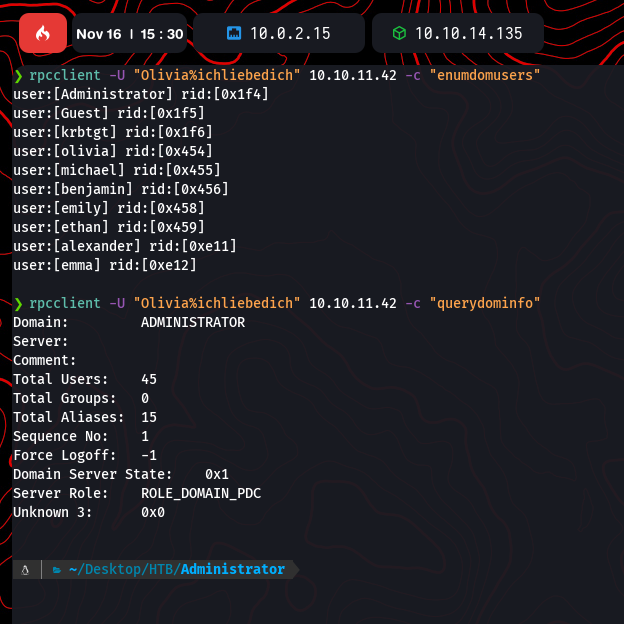 Nov 16 | 15 : 30 10.0.2.15 10.10.14.135
❯ rpcclient -U "Olivia%ichliebedich" 10.10.11.42 -c "enumdomusers"
user:[Administrator] rid:[0x1f4]
user:[Guest] rid:[0x1f5]
user:[krbtgt] rid:[0x1f6]
user:[olivia] rid:[0x454]
user:[michael] rid:[0x455]
user:[benjamin] rid:[0x456]
user:[emily] rid:[0x458]
user:[ethan] rid:[0x459]
user:[alexander] rid:[0xe11]
user:[emma] rid:[0xe12]
❯ rpcclient -U "Olivia%ichliebedich" 10.10.11.42 -c "querydominfo"
Domain: ADMINISTRATOR
Server:
Comment:
Total Users: 45
Total Groups: 0
Total Aliases: 15
Sequence No: 1
Force Logoff: -1
Domain Server State: 0x1
Server Role: ROLE_DOMAIN_PDC
Unknown 3: 0x0
~/Desktop/HTB/Administrator